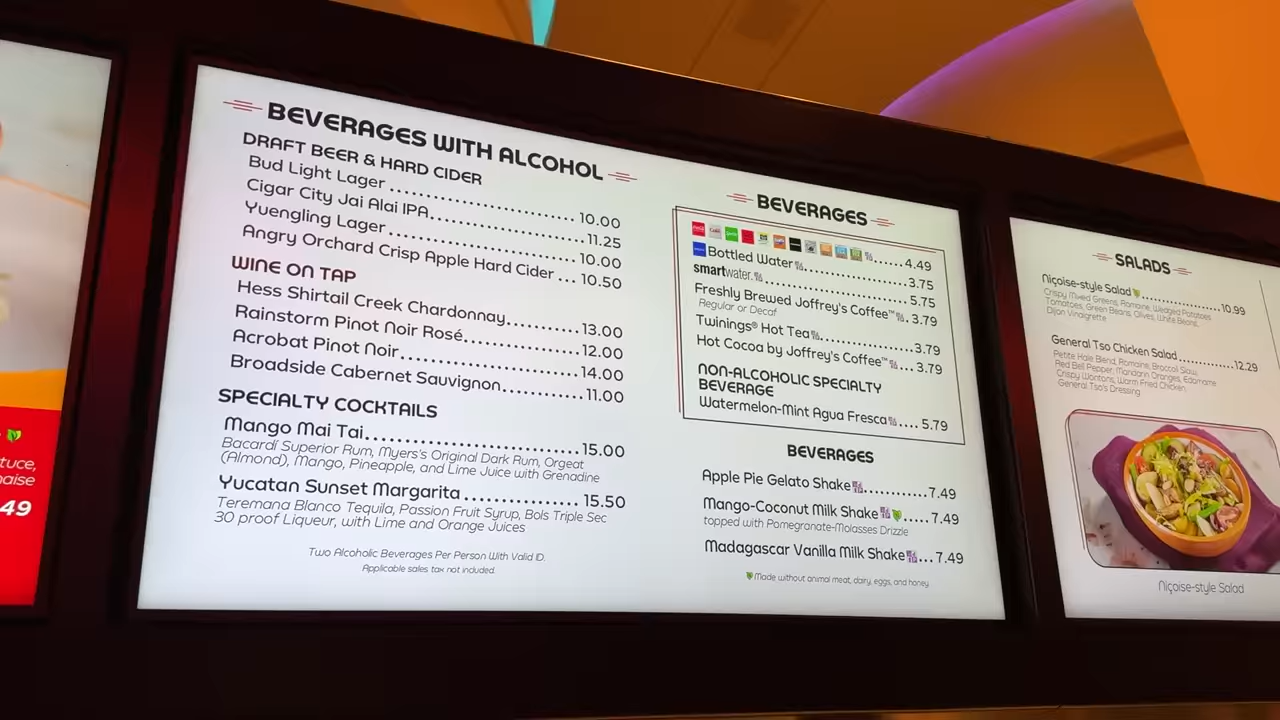 BEVERAGES WITH ALCOHOL
DRAFT BEER & HARD CIDER
Bud Light Lager.......................... 10.00
Cigar City Jai Alai IPA......................11.25
Yuengling Lager........................... 10.00
Angry Orchard Crisp Apple Hard Cider... 10.50
WINE ON TAP
Hess Shirtail Creek Chardonnay..........13.00
Rainstorm Pinot Noir Rosé................12.00
Acrobat Pinot Noir.........................14.00
Broadside Cabernet Sauvignon...........11.00
SPECIALTY COCKTAILS
Mango Mai Tai..............................15.00
Bacardi Superior Rum, Myers's Original Dark Rum, Orgeat
(Almond), Mango, Pineapple, and Lime Juice with Grenadine
Yucatan Sunset Margarita................ 15.50
Teremana Blanco Tequila, Passion Fruit Syrup, Bols Triple Sec
30 proof Liqueur, with Lime and Orange Juices
Two Alcoholic Beverages Per Person With Valid ID.
Applicable sales tax not included.
BEVERAGES
....4.49
Bottled Water................3.75
smartwater.......................5.75
Freshly Brewed Joffrey's Coffee™. 3.79
Regular or Decaf
Twinings® Hot Tea.............3.79
Hot Cocoa by Joffrey's Coffee™... 3.79
NON-ALCOHOLIC SPECIALTY
BEVERAGE
Watermelon-Mint Agua Fresca.... 5.79
BEVERAGES
Apple Pie Gelato Shake............7.49
Mango-Coconut Milk Shake.....7.49
topped with Pomegranate-Molasses Drizzle
Madagascar Vanilla Milk Shake...7.49
Made without animal meat, dairy, eggs, and honey
SALADS
Niçoise-style Salad................10.99
Crispy Mixed Greens, Romaine, Wedged Potatoes
Tomatoes, Green Beans, Olives, White Beans,
Dijon Vinaigrette
General Tso Chicken Salad............12.29
Petite Kale Blend, Romaine, Broccoli Slaw,
Red Bell Pepper, Mandarin Oranges, Edamame
Crispy Wontons, Warm Fried Chicken,
General Tso's Dressing
Niçoise-style Salad
tuce,
naise
49